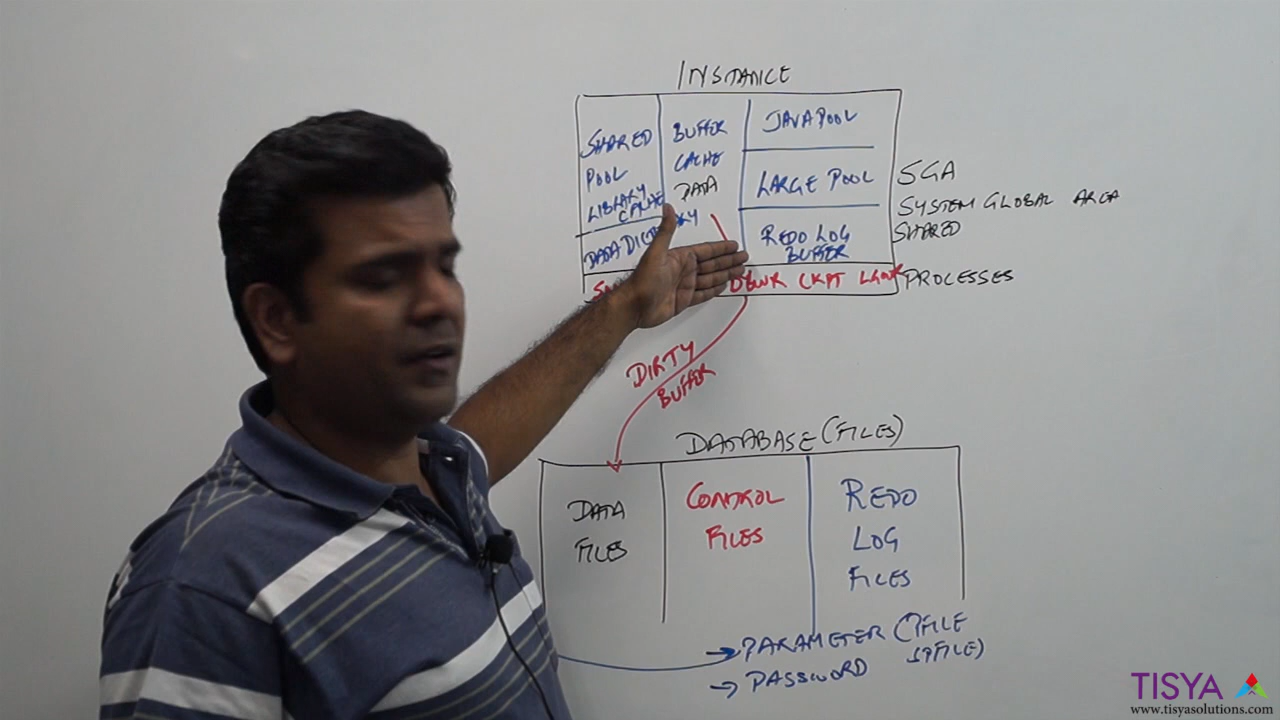 INSTANCE
SHARED
POOL
LIBRARY
CACHE
BUFFER
CACHE
DATA
JAVA POOL
LARGE POOL
REDO LOG
BUFFER
DBWR CKPT LGWR
SGA
SYSTEM GLOBAL AREA
SHARED
PROCESSES
DIRTY
BUFFER
DATABASE (FILES)
DATA
FILES
CONTROL
FILES
REDO
LOG
FILES
→ PARAMETER (PFILE
SPFILE)
→ PASSWORD
TISYA
www.tisyasolutions.com